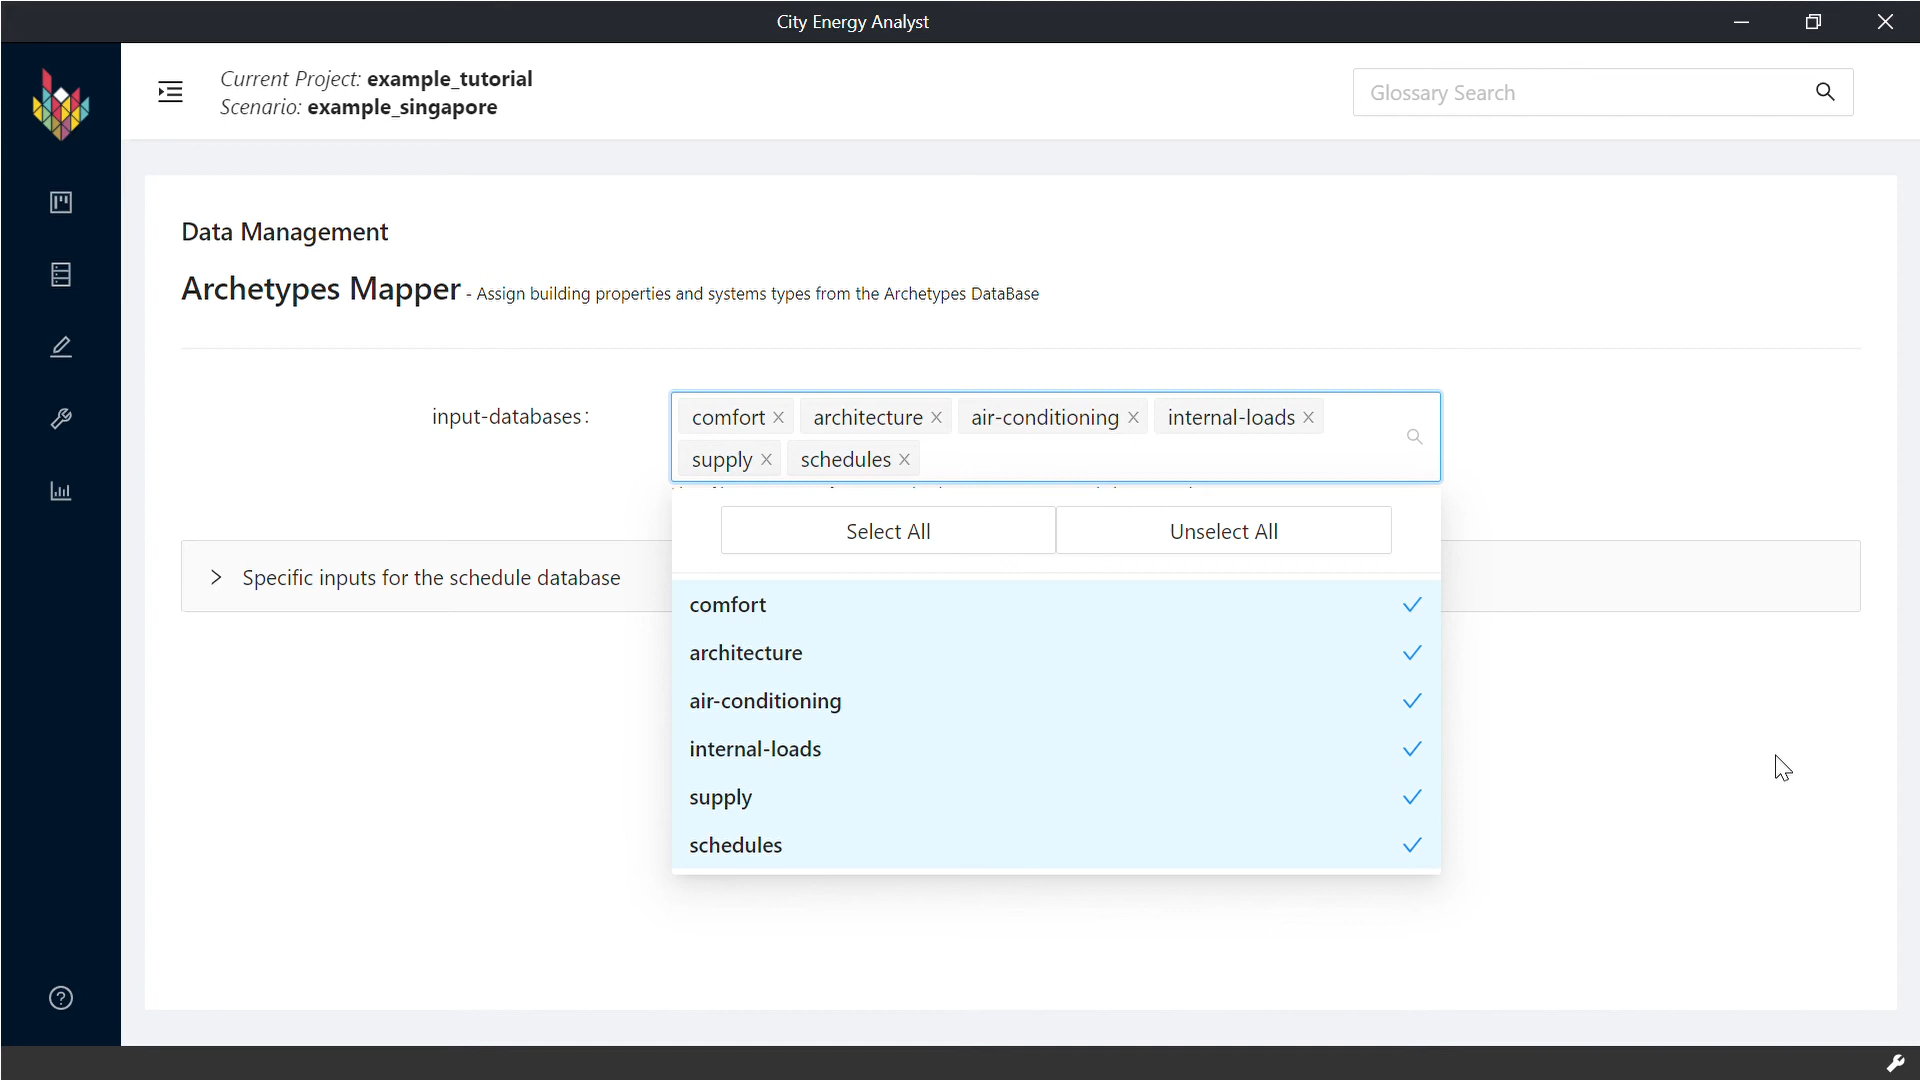 City Energy Analyst
Current Project: example_tutorial
Scenario: example_singapore
Glossary Search
Data Management
Archetypes Mapper - Assign building properties and systems types from the Archetypes DataBase
input-databases:
comfort architecture air-conditioning internal-loads
supply schedules
Select All Unselect All
Specific inputs for the schedule database
comfort
architecture
air-conditioning
internal-loads
supply
schedules